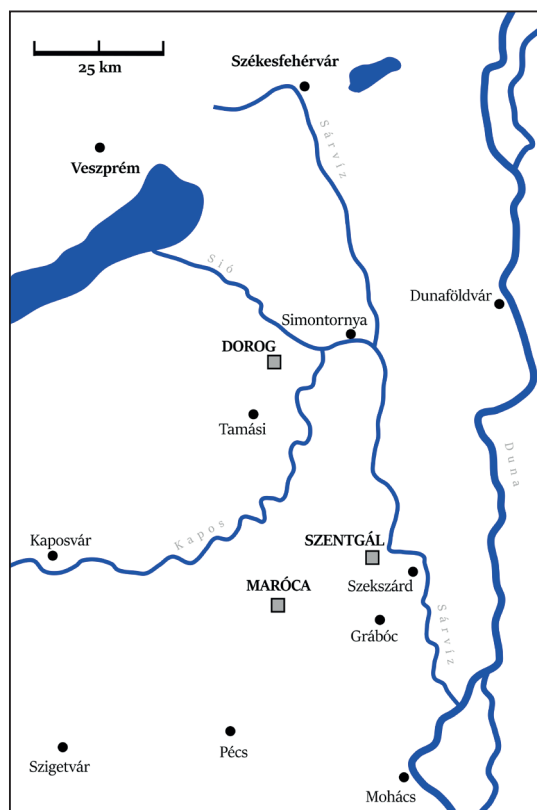 25 km
Székesfehérvár
Sárvíz
Veszprém
Sió
Dunaföldvár
Simontornya
DOROG
Tamási
Duna
Kapos
Kaposvár
SZENTGÁL
Szekszárd
MARÓCA
Sárvíz
Grábóc
Pécs
Szigetvár
Mohács